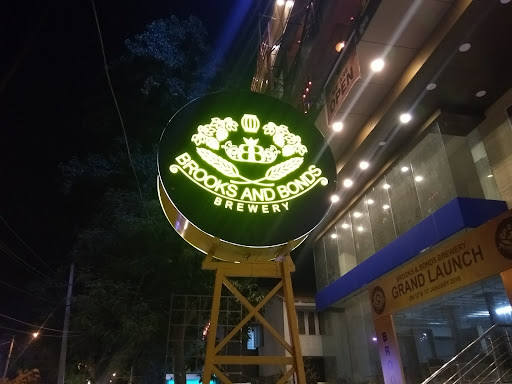 OPEN
B
BROOKS AND BONDS
BREWERY
BROOKS & BONDS BREWERY
GRAND LAUNCH
B
R